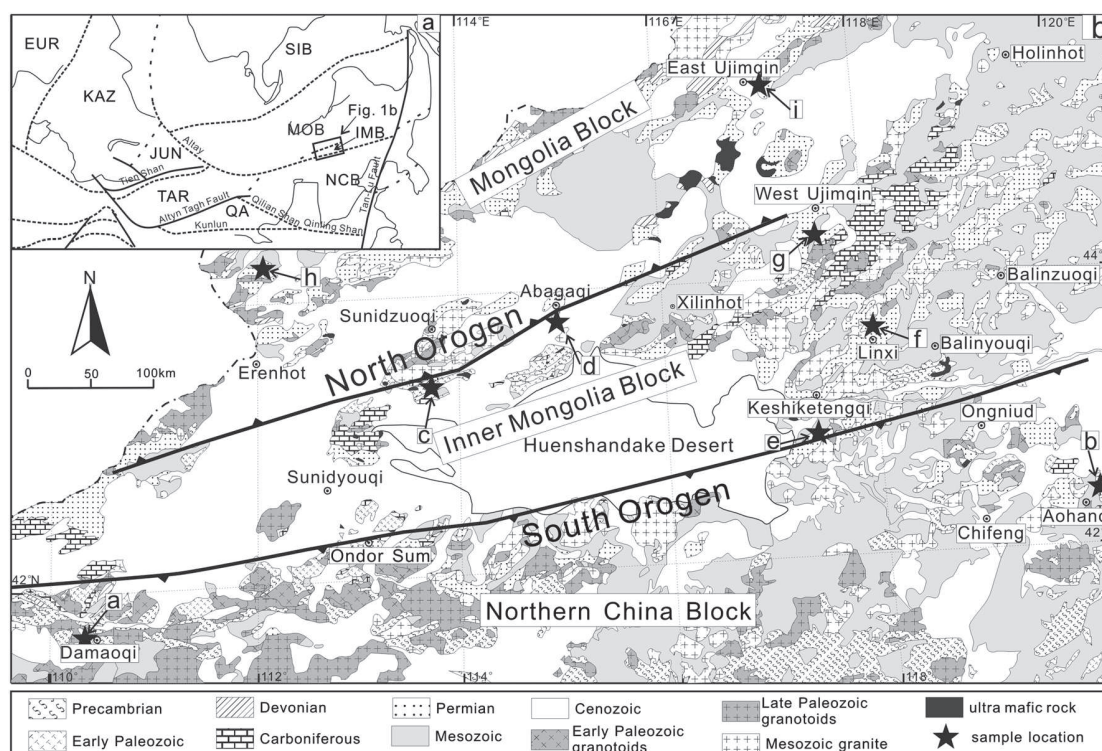 a
EUR
SIB
KAZ
Fig. 1b
MOB
IMB
JUN
Altay
Tien Shan
TAR
NCB
Altyn Tagh Fault
QA
Qilian Shan
Qinling Shan
Kunlun
Tan-Lu Fault
114°E
116°E
118°E
120°E
b
Holinhot
East Ujimqin
i
Mongolia Block
West Ujimqin
g
44
Balinzuoqi
h
N
Abagaqi
Xilinhot
Sunidzuoqi
North Orogen
d
f
Linxi
Balinyouqi
0 50 100km
Erenhot
c
Inner Mongolia Block
Keshiketengqi
Ongniud
Huenshandake Desert
e
b
Sunidyouqi
South Orogen
Aohanq
Chifeng
42
Ondor Sum
42°N
a
Northern China Block
Damaoqi
110
112
114
118
Precambrian
Devonian
Permian
Cenozoic
Late Paleozoic
granotoids
ultra mafic rock
Early Paleozoic
Carboniferous
Mesozoic
Early Paleozoic
granotoids
Mesozoic granite
sample location